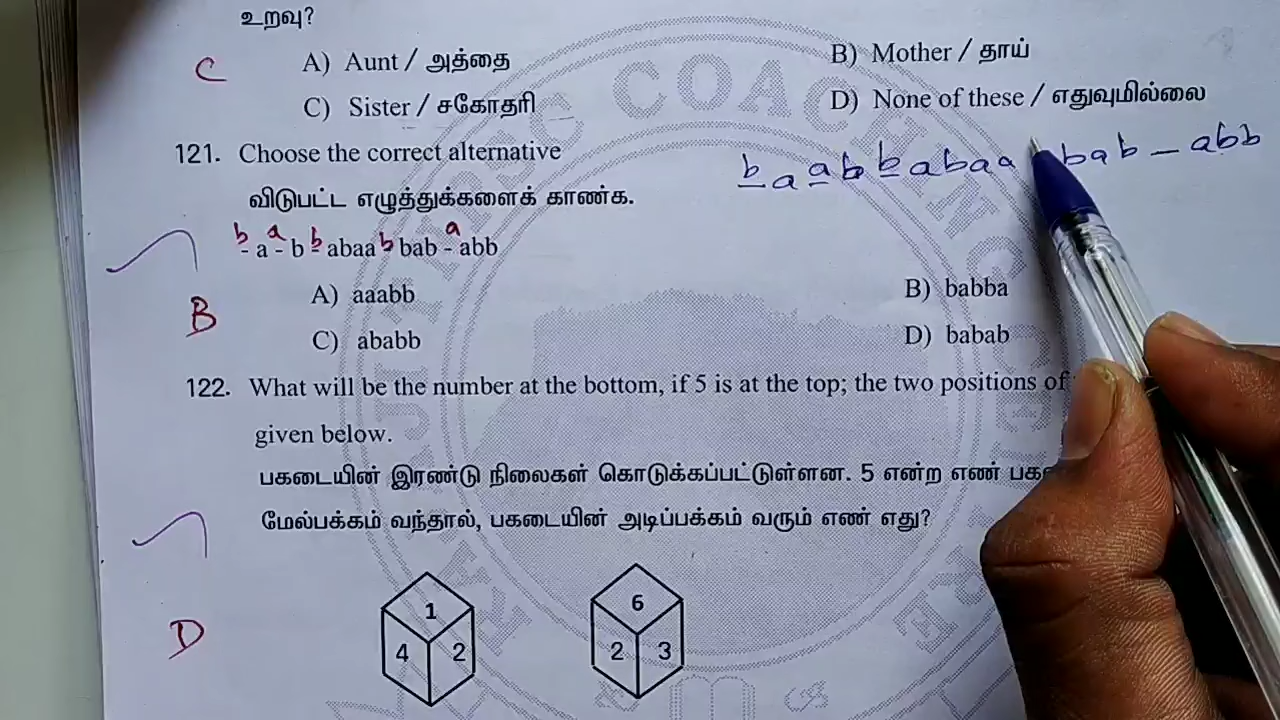 உறவு?
C A) Aunt / அத்தை B) Mother / தாய்
C) Sister / சகோதரி D) None of these / எதுவுமில்லை
121. Choose the correct alternative
விடுபட்ட எழுத்துக்களைக் காண்க.
b a a b b a b a a b a b _ a b b
b a b
- a - b - abaa bab - abb
b a
A) aaabb B) babba
B
C) ababb D) babab
122. What will be the number at the bottom, if 5 is at the top; the two positions of
given below.
பகடையின் இரண்டு நிலைகள் கொடுக்கப்பட்டுள்ளன. 5 என்ற எண்
மேல்பக்கம் வந்தால், பகடையின் அடிப்பக்கம் வரும் எண் எது?
D
1 4 2
6 2 3